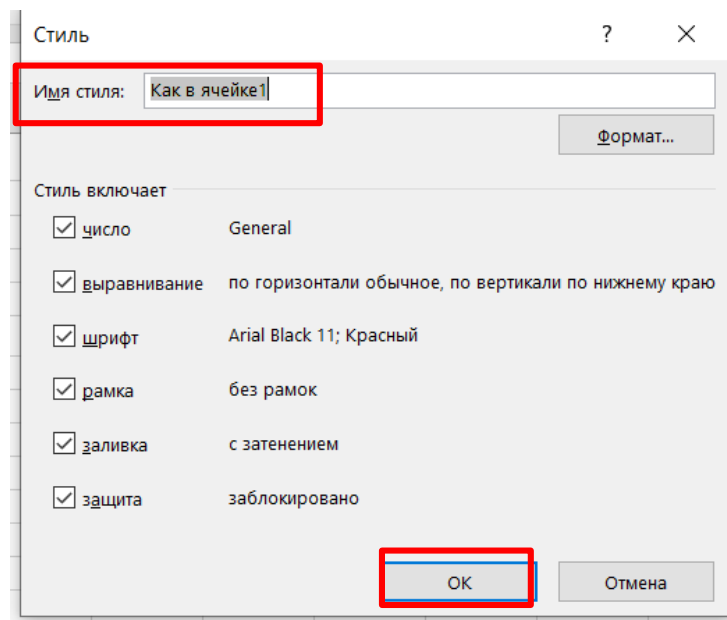 Стиль ?
Имя стиля: Как в ячейке1
Формат...
Стиль включает
число General
выравнивание по горизонтали обычное, по вертикали по нижнему краю
шрифт Arial Black 11; Красный
рамка без рамок
заливка с затенением
защита заблокировано
ОК Отмена